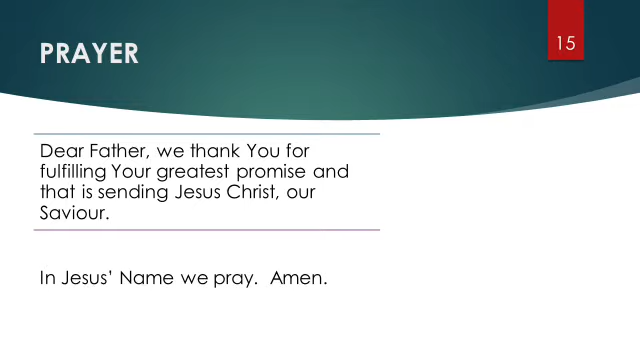 PRAYER
15
Dear Father, we thank You for
fulfilling Your greatest promise and
that is sending Jesus Christ, our
Saviour.
In Jesus’ Name we pray.  Amen.